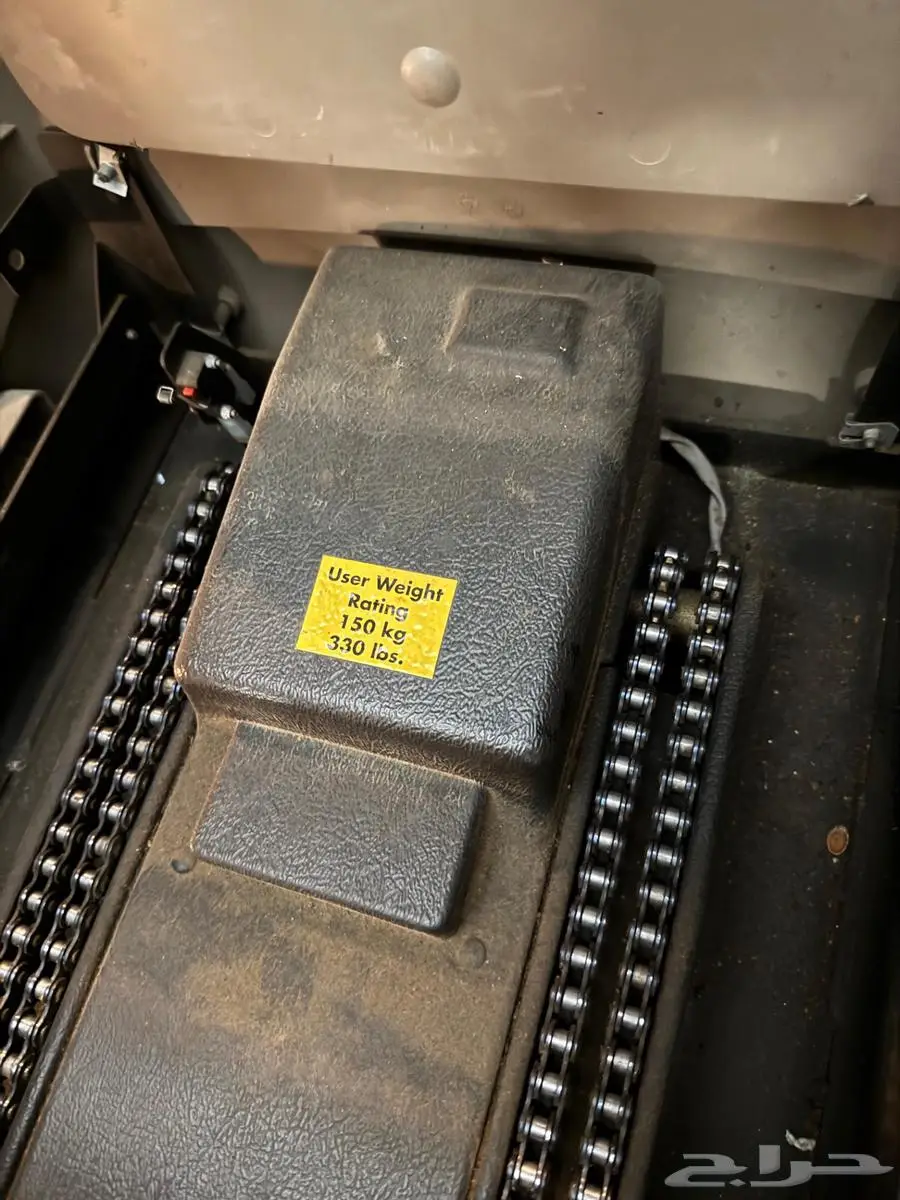 User Weight
Rating
150 kg
330 lbs.
حراج